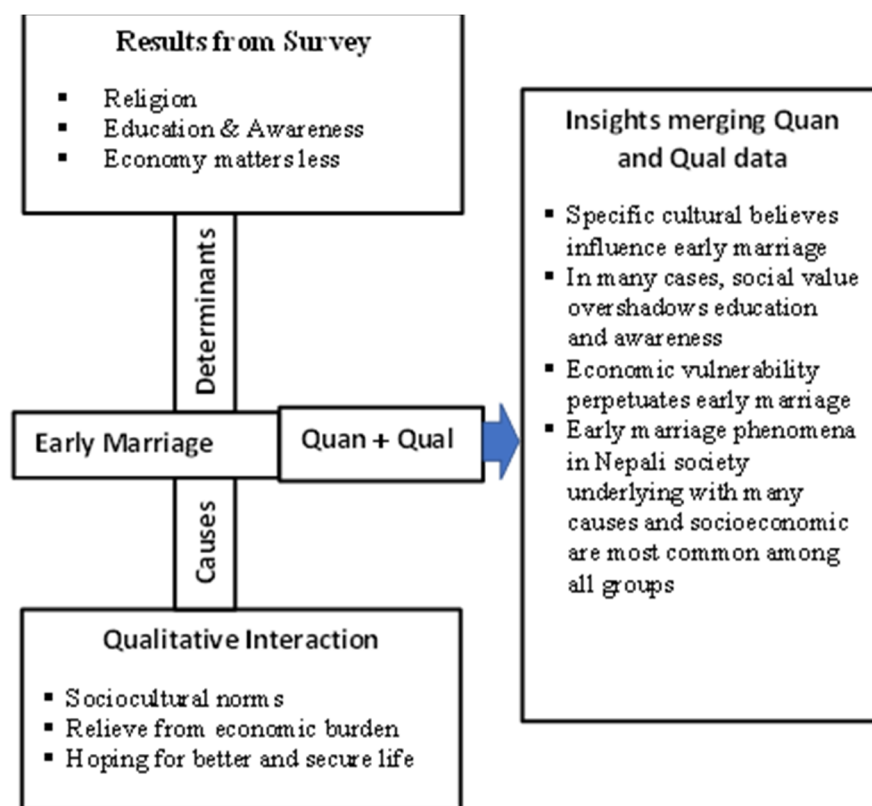 Results from Survey
▪ Religion
▪ Education & Awareness
▪ Economy matters less
Determinants
Early Marriage
Quan + Qual
Causes
Qualitative Interaction
▪ Sociocultural norms
▪ Relieve from economic burden
▪ Hoping for better and secure life
Insights merging Quan
and Qual data
▪ Specific cultural believes
influence early marriage
▪ In many cases, social value
overshadows education
and awareness
▪ Economic vulnerability
perpetuates early marriage
▪ Early marriage phenomena
in Nepali society
underlying with many
causes and socioeconomic
are most common among
all groups